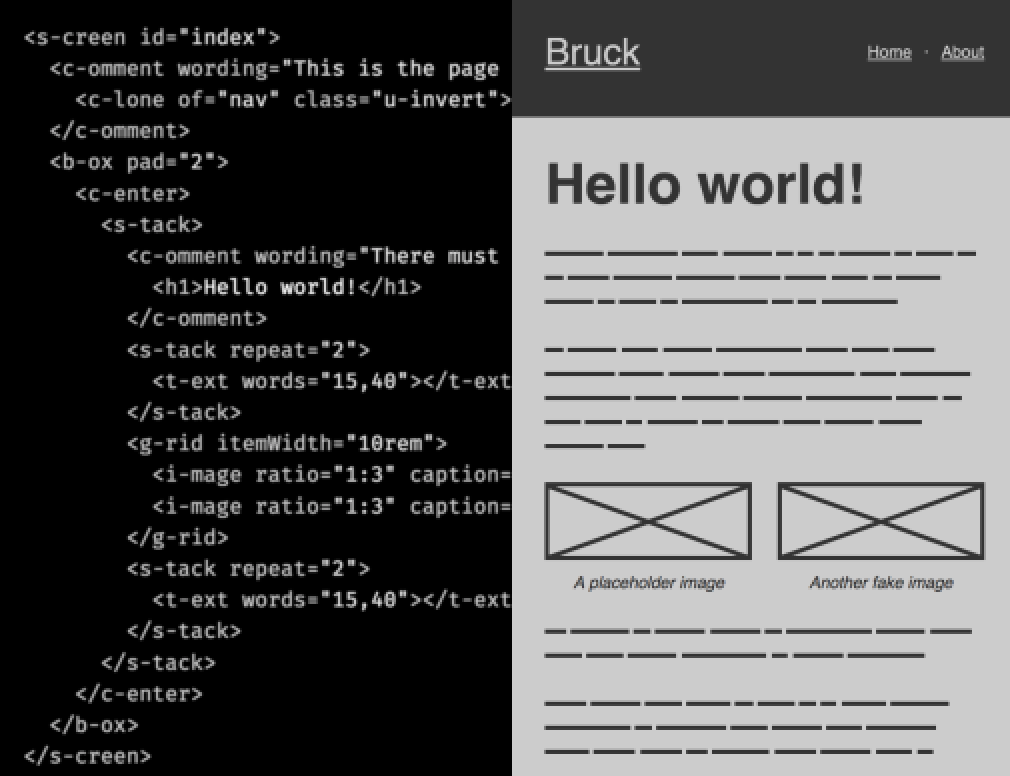 <s-creen id="index">
<c-omment wording="This is the page
<c-lone of="nav" class="u-invert">
</c-omment>
<b-ox pad="2">
<c-enter>
<s-tack>
<c-omment wording="There must
<h1>Hello world!</h1>
</c-omment>
<s-tack repeat="2">
<t-ext words="15,40"></t-ext
</s-tack>
<g-rid itemWidth="10rem">
<i-mage ratio="1:3" caption=
<i-mage ratio="1:3" caption=
</g-rid>
<s-tack repeat="2">
<t-ext words="15,40"></t-ext
</s-tack>
</s-tack>
</c-enter>
</b-ox>
</s-creen>
Bruck
Home · About
Hello world!
A placeholder image
Another fake image